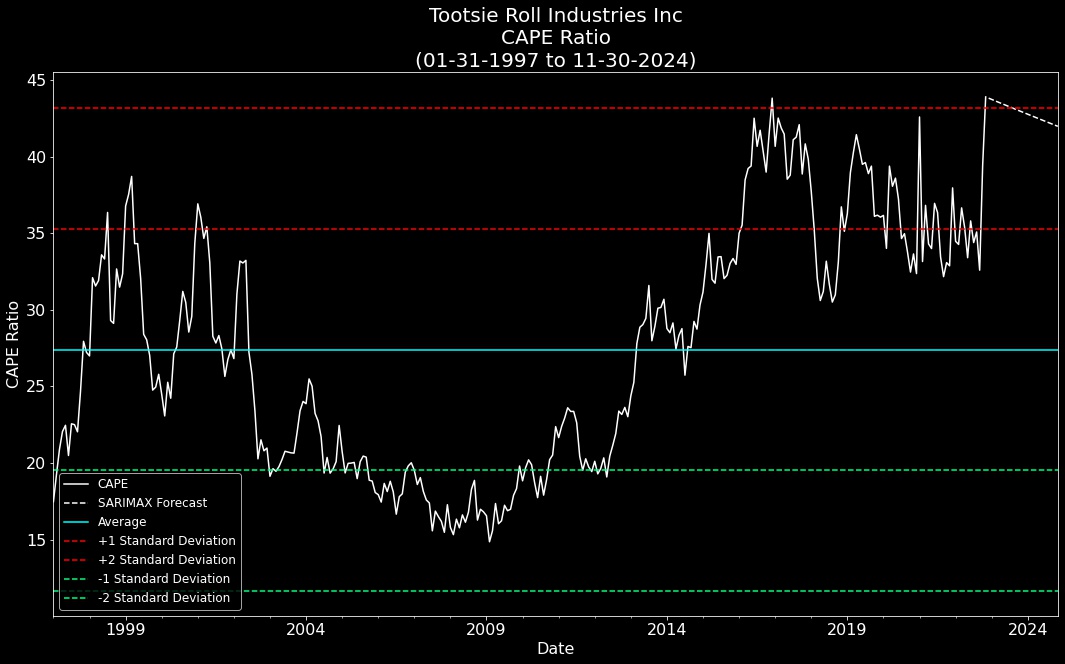 Tootsie Roll Industries Inc
CAPE Ratio
(01-31-1997 to 11-30-2024)
45
40
35
30
25
20
15
CAPE Ratio
CAPE
SARIMAX Forecast
Average
+1 Standard Deviation
+2 Standard Deviation
-1 Standard Deviation
-2 Standard Deviation
1999 2004 2009 2014 2019 2024
Date